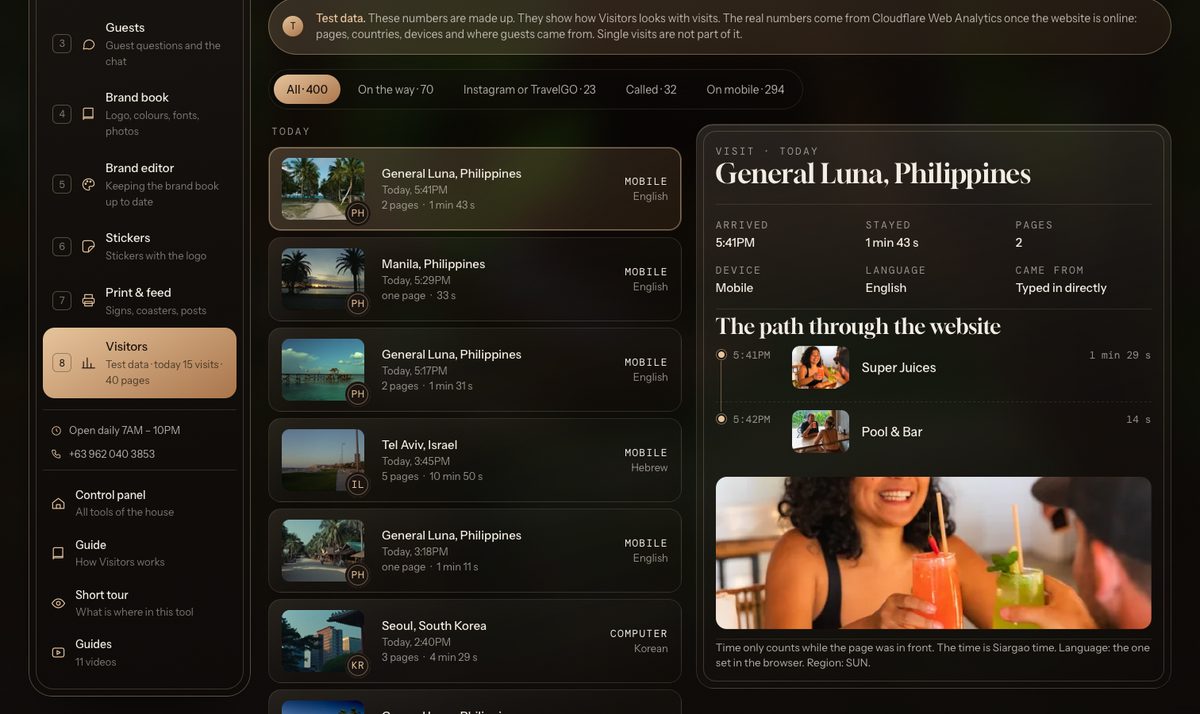 3
Guests
Guest questions and the
chat
4
Brand book
Logo, colours, fonts,
photos
5
Brand editor
Keeping the brand book
up to date
6
Stickers
Stickers with the logo
7
Print & feed
Signs, coasters, posts
8
Visitors
Test data · today 15 visits ·
40 pages
Open daily 7AM – 10PM
+63 962 040 3853
Control panel
All tools of the house
Guide
How Visitors works
Short tour
What is where in this tool
Guides
11 videos
T
Test data. These numbers are made up. They show how Visitors looks with visits. The real numbers come from Cloudflare Web Analytics once the website is online:
pages, countries, devices and where guests came from. Single visits are not part of it.
All · 400
On the way · 70
Instagram or TravelGO · 23
Called · 32
On mobile · 294
TODAY
General Luna, Philippines
Today, 5:41PM
2 pages · 1 min 43 s
PH
MOBILE
English
Manila, Philippines
Today, 5:29PM
one page · 33 s
PH
MOBILE
English
General Luna, Philippines
Today, 5:17PM
2 pages · 1 min 31 s
PH
MOBILE
English
Tel Aviv, Israel
Today, 3:45PM
5 pages · 10 min 50 s
IL
MOBILE
Hebrew
General Luna, Philippines
Today, 3:18PM
one page · 1 min 11 s
PH
MOBILE
English
Seoul, South Korea
Today, 2:40PM
3 pages · 4 min 29 s
KR
COMPUTER
Korean
VISIT · TODAY
General Luna, Philippines
ARRIVED
5:41PM
STAYED
1 min 43 s
PAGES
2
DEVICE
Mobile
LANGUAGE
English
CAME FROM
Typed in directly
The path through the website
5:41PM
Super Juices
1 min 29 s
5:42PM
Pool & Bar
14 s
Time only counts while the page was in front. The time is Siargao time. Language: the one
set in the browser. Region: SUN.